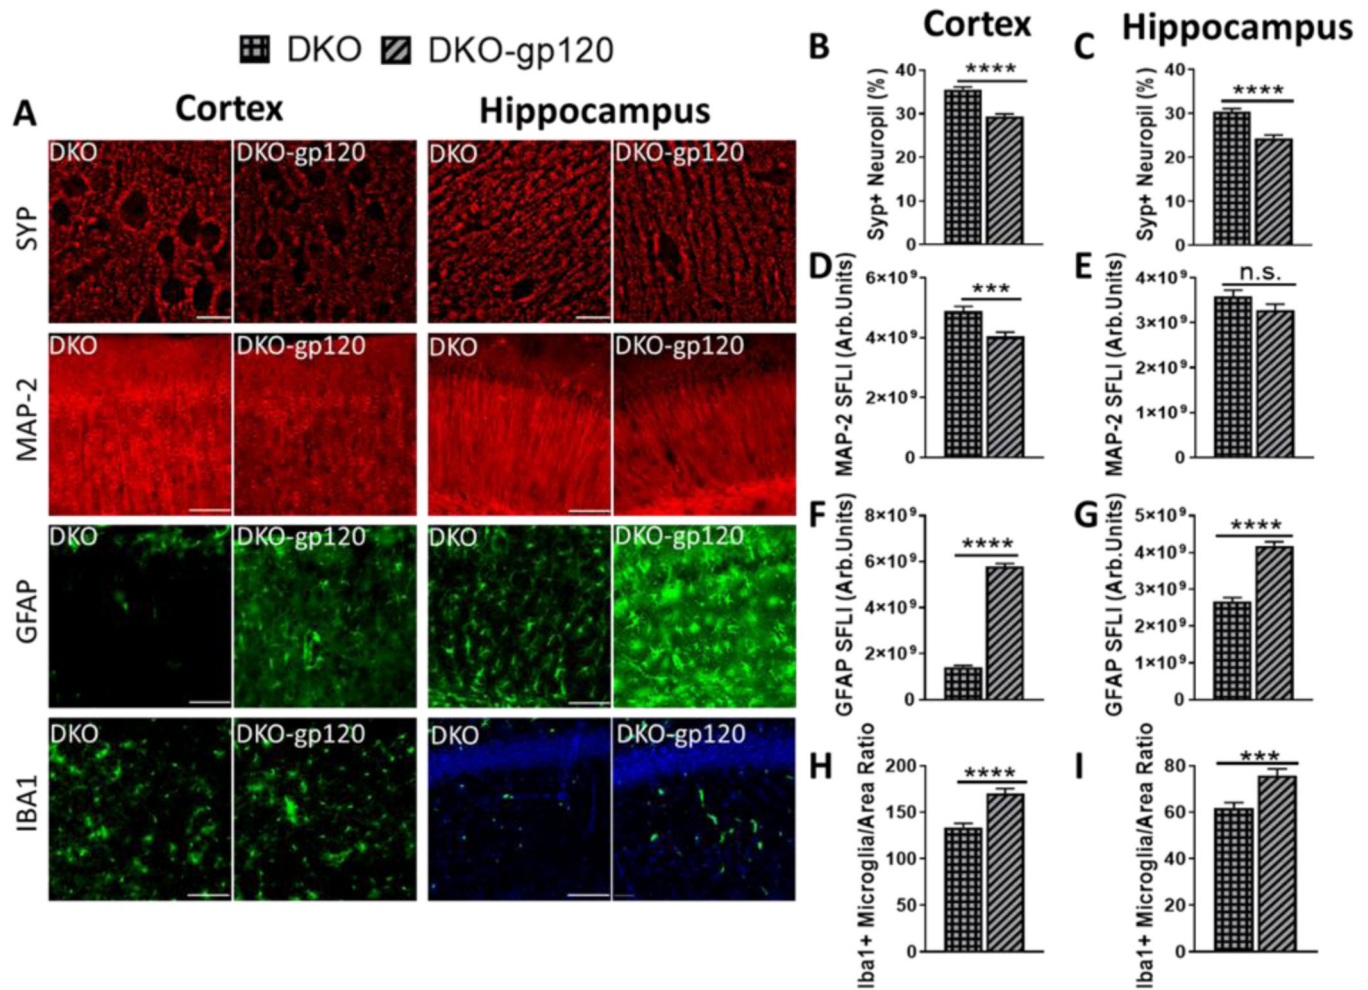 DKO DKO-gp120
A
Cortex Hippocampus
SYP
DKO DKO-gp120 DKO DKO-gp120
MAP-2
DKO DKO-gp120 DKO DKO-gp120
GFAP
DKO DKO-gp120 DKO DKO-gp120
IBA1
DKO DKO-gp120 DKO DKO-gp120
Cortex Hippocampus
B
Syp+ Neuropil (%)
40
30
20
10
0
****
C
Syp+ Neuropil (%)
40
30
20
10
0
****
D
MAP-2 SFLI (Arb.Units)
6×10⁹
4×10⁹
2×10⁹
0
***
E
MAP-2 SFLI (Arb.Units)
4×10⁹
3×10⁹
2×10⁹
1×10⁹
0
n.s.
F
GFAP SFLI (Arb.Units)
8×10⁹
6×10⁹
4×10⁹
2×10⁹
0
****
G
GFAP SFLI (Arb.Units)
5×10⁹
4×10⁹
3×10⁹
2×10⁹
1×10⁹
0
****
H
Iba1+ Microglia/Area Ratio
200
150
100
50
0
****
I
Iba1+ Microglia/Area Ratio
80
60
40
20
0
***